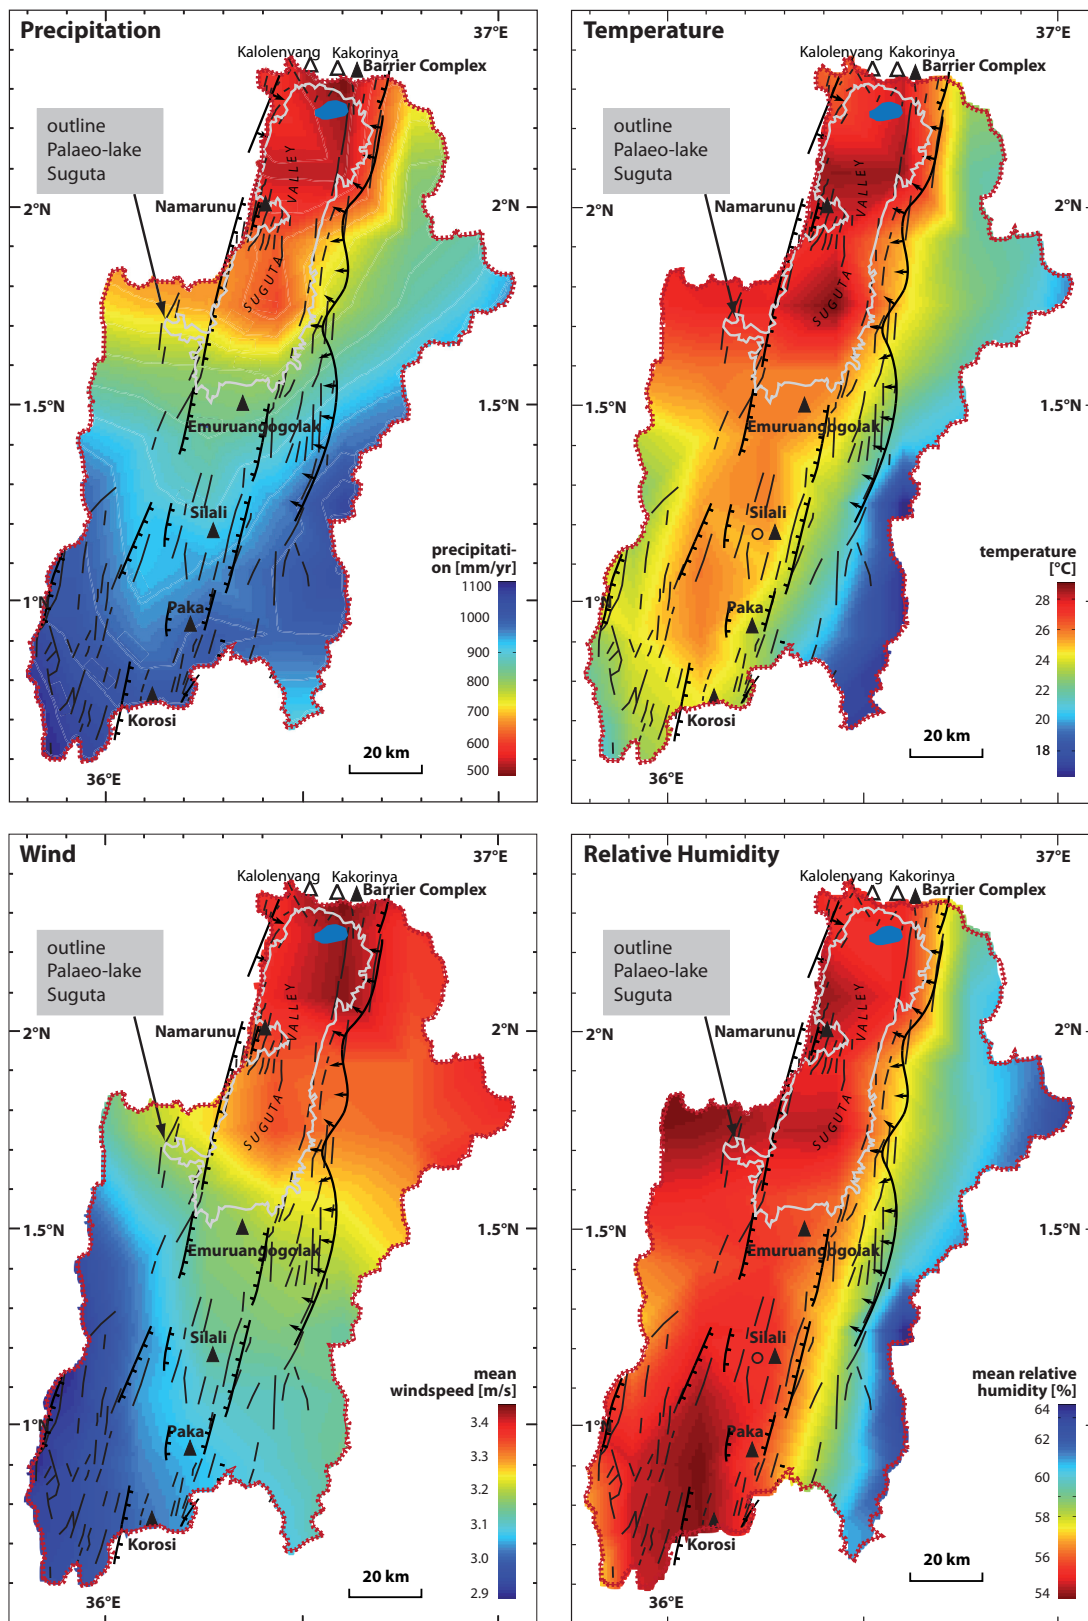 Precipitation
37°E
Kalolenyang
Kakorinya
Barrier Complex
outline
Palaeo-lake
Suguta
VALLEY
2°N
Namarunu
2°N
SUGUTA
1.5°N
1.5°N
Emuruangogolak
Silali
precipitati-
on [mm/yr]
1100
1000
900
800
700
600
500
1°N
Paka
Korosi
20 km
36°E
Temperature
37°E
Kalolenyang
Kakorinya
Barrier Complex
outline
Palaeo-lake
Suguta
VALLEY
2°N
Namarunu
2°N
SUGUTA
1.5°N
1.5°N
Emuruangogolak
Silali
temperature
[°C]
28
26
24
22
20
18
1°N
Paka
Korosi
20 km
36°E
Wind
37°E
Kalolenyang
Kakorinya
Barrier Complex
outline
Palaeo-lake
Suguta
VALLEY
2°N
Namarunu
2°N
SUGUTA
1.5°N
1.5°N
Emuruangogolak
Silali
mean
windspeed [m/s]
3.4
3.3
3.2
3.1
3.0
2.9
1°N
Paka
Korosi
20 km
36°E
Relative Humidity
37°E
Kalolenyang
Kakorinya
Barrier Complex
outline
Palaeo-lake
Suguta
VALLEY
2°N
Namarunu
2°N
SUGUTA
1.5°N
1.5°N
Emuruangogolak
Silali
mean relative
humidity [%]
64
62
60
58
56
54
1°N
Paka
Korosi
20 km
36°E